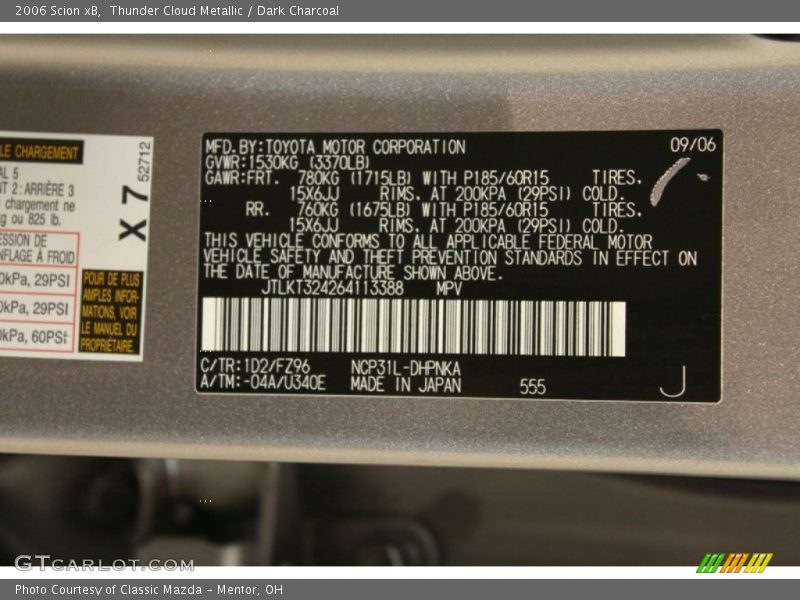 2006 Scion xB,  Thunder Cloud Metallic / Dark Charcoal
LE CHARGEMENT
AL 5
NT 2: ARRIÈRE 3
chargement ne
kg ou 825 lb.
ESSION DE
NFLAGE À FROID
0kPa, 29PSI
0kPa, 29PSI
0kPa, 60PSI
POUR DE PLUS
AMPLES INFOR-
MATIONS, VOIR
LE MANUEL DU
PROPRIÉTAIRE.
X 7
52712
MFD.BY:TOYOTA MOTOR CORPORATION 09/06
GVWR:1530KG (3370LB)
GAWR:FRT. 780KG (1715LB) WITH P185/60R15 TIRES.
15X6JJ RIMS. AT 200KPA (29PSI) COLD.
RR. 760KG (1675LB) WITH P185/60R15 TIRES.
15X6JJ RIMS. AT 200KPA (29PSI) COLD.
THIS VEHICLE CONFORMS TO ALL APPLICABLE FEDERAL MOTOR
VEHICLE SAFETY AND THEFT PREVENTION STANDARDS IN EFFECT ON
THE DATE OF MANUFACTURE SHOWN ABOVE.
JTLKT324264113388 MPV
C/TR:1D2/FZ96 NCP31L-DHPNKA
A/TM:-04A/U340E MADE IN JAPAN 555 J
GTCARLOT.COM
Photo Courtesy of Classic Mazda - Mentor, OH